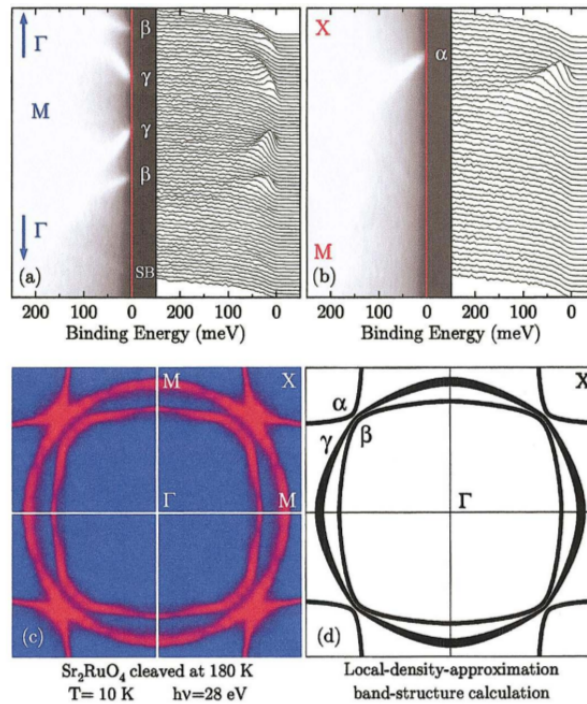 Γ
M
Γ
β
γ
γ
β
SB
(a)
200 100 0 200 100 0
Binding Energy (meV)
X
α
M
(b)
200 100 0 200 100 0
Binding Energy (meV)
M X
Γ
M
(c)
X
α
γ β
Γ
(d)
Sr₂RuO₄ cleaved at 180 K
T= 10 K hν=28 eV
Local-density-approximation
band-structure calculation